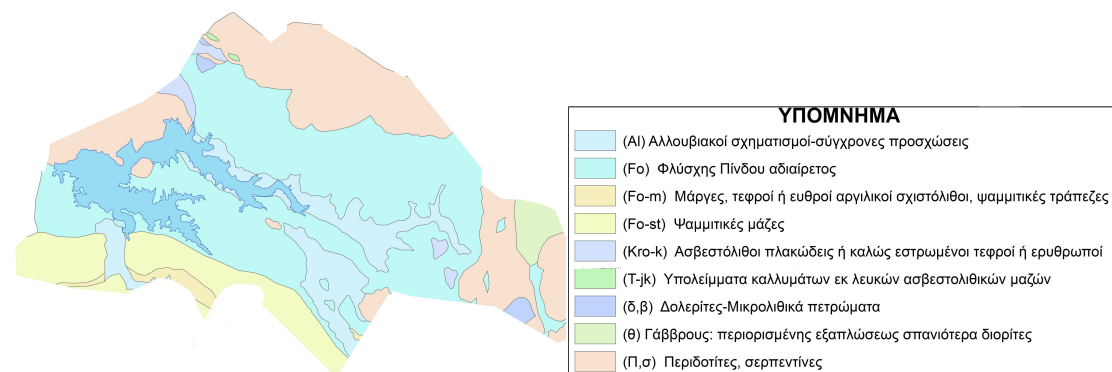 ΥΠΟΜΝΗΜΑ
(Al) Αλλουβιακοί σχηματισμοί-σύγχρονες προσχώσεις
(Fo) Φλύσχης Πίνδου αδιαίρετος
(Fo-m) Μάργες, τεφροί ή ευθροί αργιλικοί σχιστόλιθοι, ψαμμιτικές τράπεζες
(Fo-st) Ψαμμιτικές μάζες
(Kro-k) Ασβεστόλιθοι πλακώδεις ή καλώς εστρωμένοι τεφροί ή ερυθρωποί
(T-jk) Υπολείμματα καλλυμάτων εκ λευκών ασβεστολιθικών μαζών
(δ,β) Δολερίτες-Μικρολιθικά πετρώματα
(θ) Γάββρους: περιορισμένης εξαπλώσεως σπανιότερα διορίτες
(Π,σ) Περιδοτίτες, σερπεντίνες